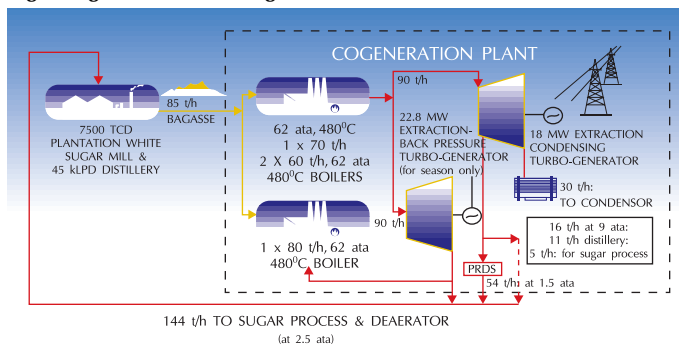 COGENERATION PLANT
7500 TCD
PLANTATION WHITE
SUGAR MILL &
45 kLPD DISTILLERY
85 t/h
BAGASSE
62 ata, 480⁰C
1 x 70 t/h
2 X 60 t/h, 62 ata
480⁰C BOILERS
1 x 80 t/h, 62 ata
480⁰C BOILER
90 t/h
22.8 MW
EXTRACTION-
BACK PRESSURE
TURBO-GENERATOR
(for season only)
90 t/h
18 MW EXTRACTION
CONDENSING
TURBO-GENERATOR
30 t/h:
TO CONDENSOR
16 t/h at 9 ata:
11 t/h distillery:
5 t/h: for sugar process
PRDS
54 t/h: at 1.5 ata
144 t/h TO SUGAR PROCESS & DEAERATOR
(at 2.5 ata)